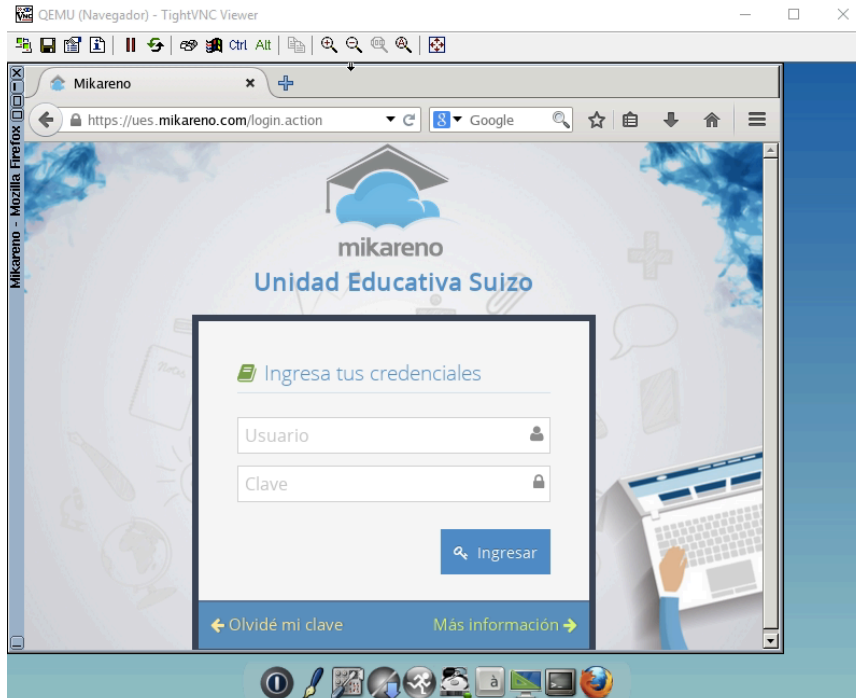 QEMU (Navegador) - TightVNC Viewer
Ctrl Alt
Mikareno - Mozilla Firefox
Mikareno
https://ues.mikareno.com/login.action
Google
mikareno
Unidad Educativa Suizo
Notes
Ingresa tus credenciales
Usuario
Clave
Ingresar
Olvidé mi clave
Más información